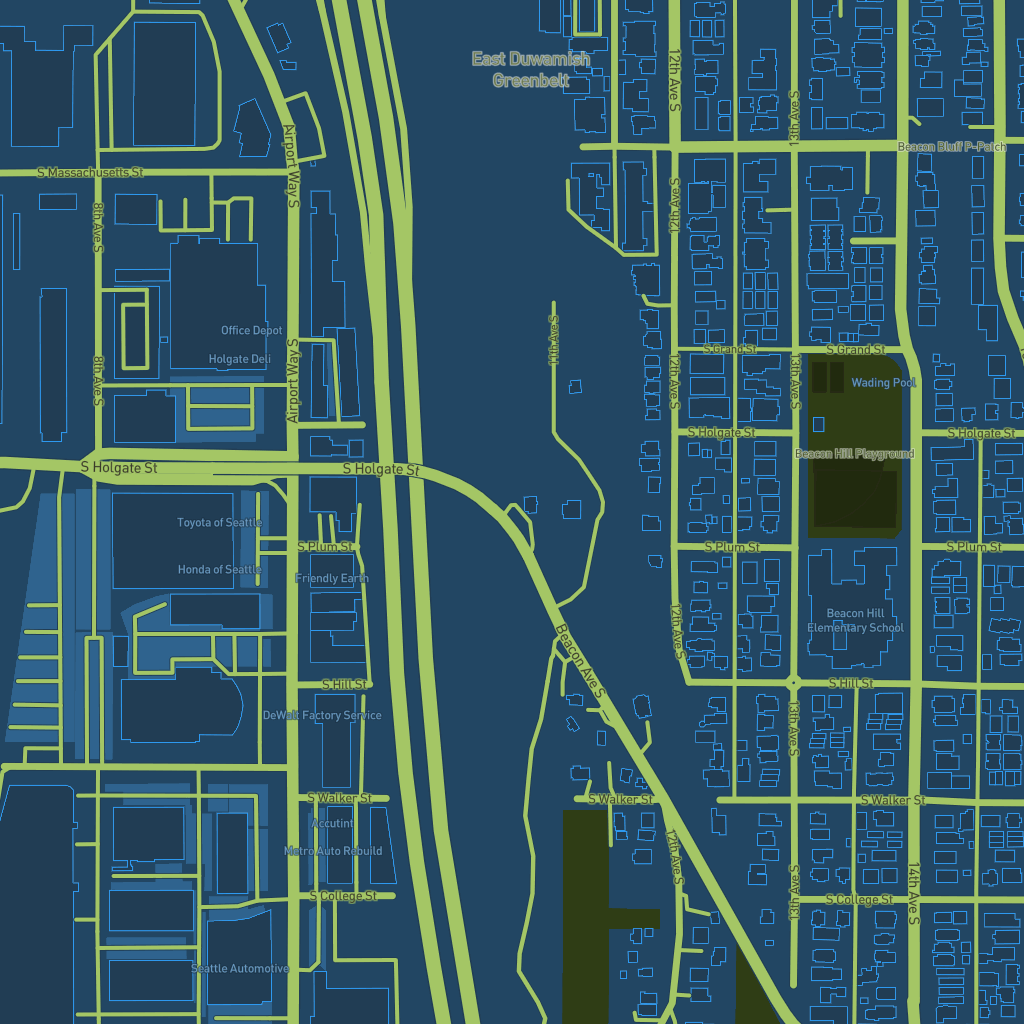 East Duwamish
Greenbelt
12th Ave S
13th Ave S
Airport Way S
Beacon Bluff P-Patch
S Massachusetts St
8th Ave S
12th Ave S
Office Depot
11th Ave S
S Grand St
S Grand St
Holgate Deli
8th Ave S
Airport Way S
12th Ave S
13th Ave S
Wading Pool
S Holgate St
S Holgate St
Beacon Hill Playground
S Holgate St
S Holgate St
Toyota of Seattle
S Plum St
S Plum St
S Plum St
Honda of Seattle
Friendly Earth
Beacon Hill
Elementary School
12th Ave S
Beacon Ave S
S Hill St
S Hill St
DeWalt Factory Service
13th Ave S
S Walker St
S Walker St
S Walker St
Accutint
Metro Auto Rebuild
12th Ave S
13th Ave S
14th Ave S
S College St
S College St
Seattle Automotive